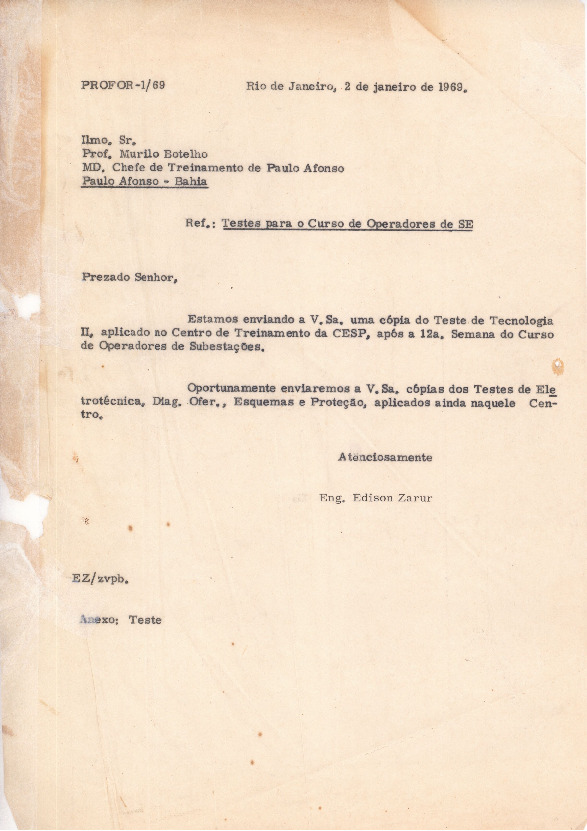 PROFOR-1/69 Rio de Janeiro, 2 de janeiro de 1969.
Ilmo. Sr.
Prof. Murilo Botelho
MD. Chefe de Treinamento de Paulo Afonso
Paulo Afonso - Bahia
Ref.: Testes para o Curso de Operadores de SE
Prezado Senhor,
Estamos enviando a V.Sa. uma cópia do Teste de Tecnologia
II, aplicado no Centro de Treinamento da CESP, após a 12a. Semana do Curso
de Operadores de Subestações.
Oportunamente enviaremos a V.Sa. cópias dos Testes de Ele
trotécnica, Diag. Ofer., Esquemas e Proteção, aplicados ainda naquele Cen-
tro.
Atenciosamente
Eng. Edison Zarur
EZ/zvpb.
Anexo: Teste